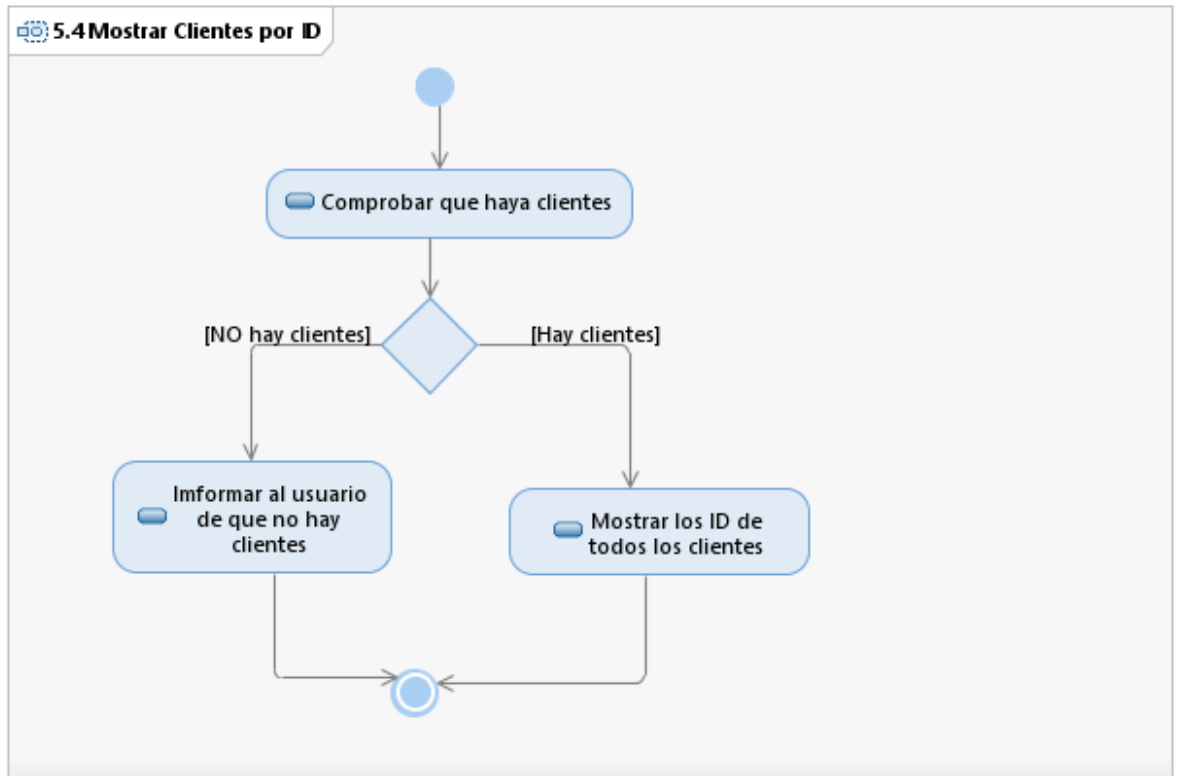 5.4 Mostrar Clientes por ID
Comprobar que haya clientes
[NO hay clientes]
[Hay clientes]
Imformar al usuario
de que no hay
clientes
Mostrar los ID de
todos los clientes